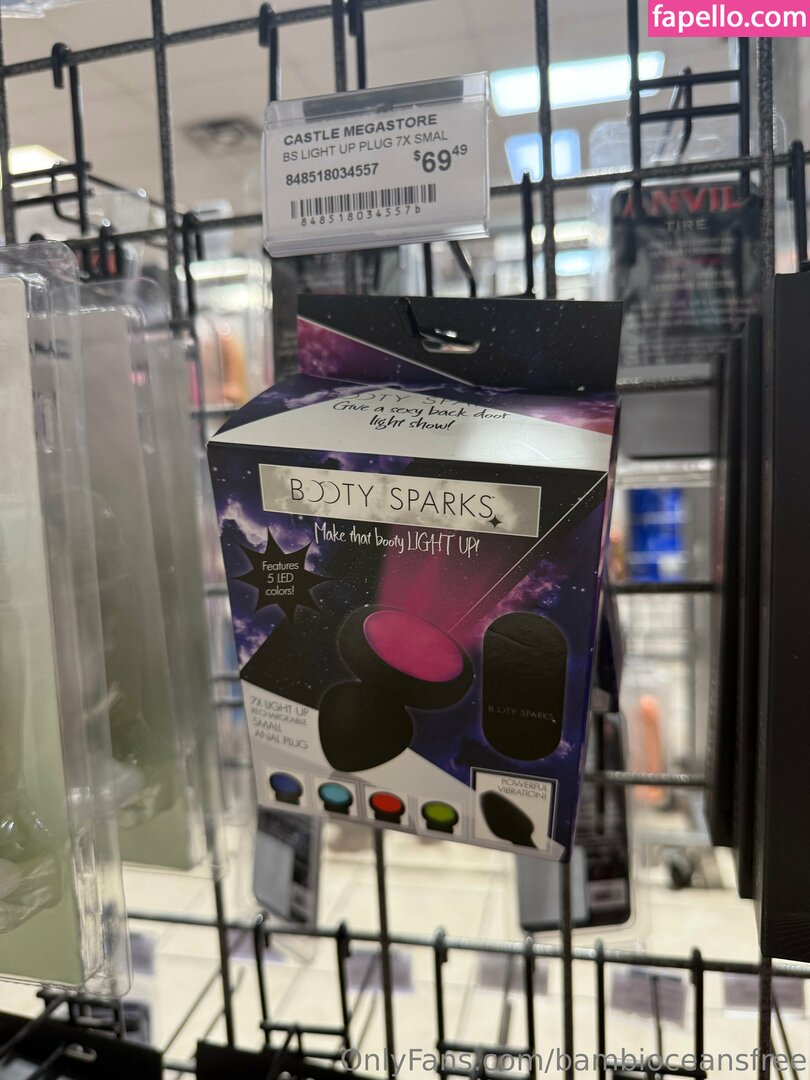 fapello.com
CASTLE MEGASTORE
BS LIGHT UP PLUG 7X SMAL
848518034557
$69.49
848518034557b
ANVIL
TIRE
BOOTY
Give a sexy back door
light show!
BOOTY SPARKS
Make that booty LIGHT UP!
Features
5 LED
colors!
BOOTY SPARKS
7X LIGHT UP
RECHARGEABLE
SMALL
ANAL PLUG
POWERFUL
VIBRATION!
OnlyFans.com/bambioceansfree